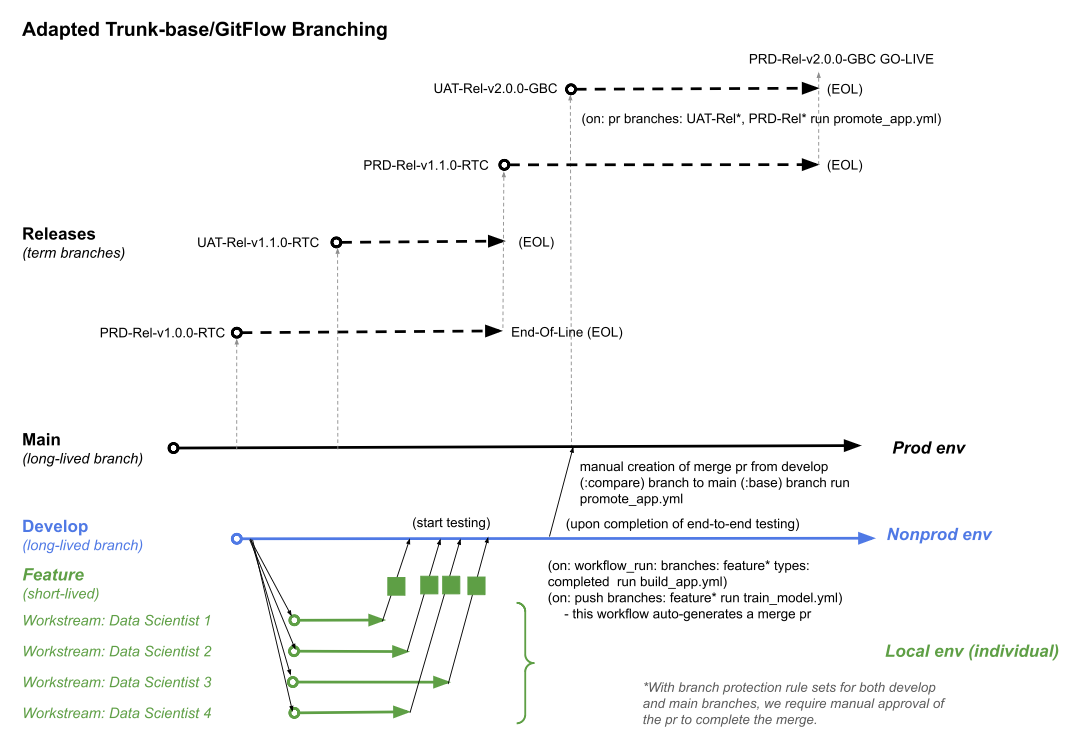 Adapted Trunk-base/GitFlow Branching
PRD-Rel-v2.0.0-GBC GO-LIVE
UAT-Rel-v2.0.0-GBC
(EOL)
(on: pr branches: UAT-Rel*, PRD-Rel* run promote_app.yml)
PRD-Rel-v1.1.0-RTC
(EOL)
Releases
(term branches)
UAT-Rel-v1.1.0-RTC
(EOL)
PRD-Rel-v1.0.0-RTC
End-Of-Line (EOL)
Main
(long-lived branch)
Prod env
manual creation of merge pr from develop
(:compare) branch to main (:base) branch run
promote_app.yml
Develop
(long-lived branch)
(start testing)
(upon completion of end-to-end testing)
Nonprod env
Feature
(short-lived)
(on: workflow_run: branches: feature* types:
completed  run build_app.yml)
(on: push branches: feature* run train_model.yml)
- this workflow auto-generates a merge pr
Workstream: Data Scientist 1
Workstream: Data Scientist 2
Workstream: Data Scientist 3
Workstream: Data Scientist 4
Local env (individual)
*With branch protection rule sets for both develop
and main branches, we require manual approval of
the pr to complete the merge.